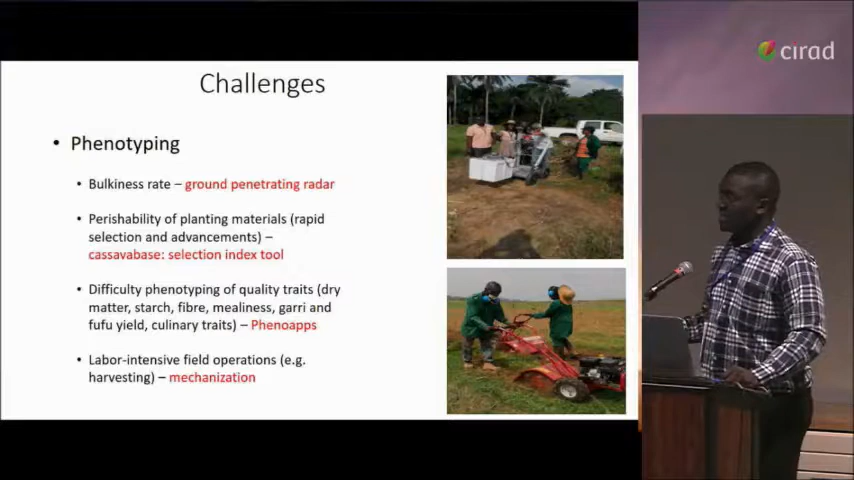 Challenges
• Phenotyping
• Bulkiness rate – ground penetrating radar
• Perishability of planting materials (rapid
selection and advancements) –
cassavabase: selection index tool
• Difficulty phenotyping of quality traits (dry
matter, starch, fibre, mealiness, garri and
fufu yield, culinary traits) – Phenoapps
• Labor-intensive field operations (e.g.
harvesting) – mechanization
cirad